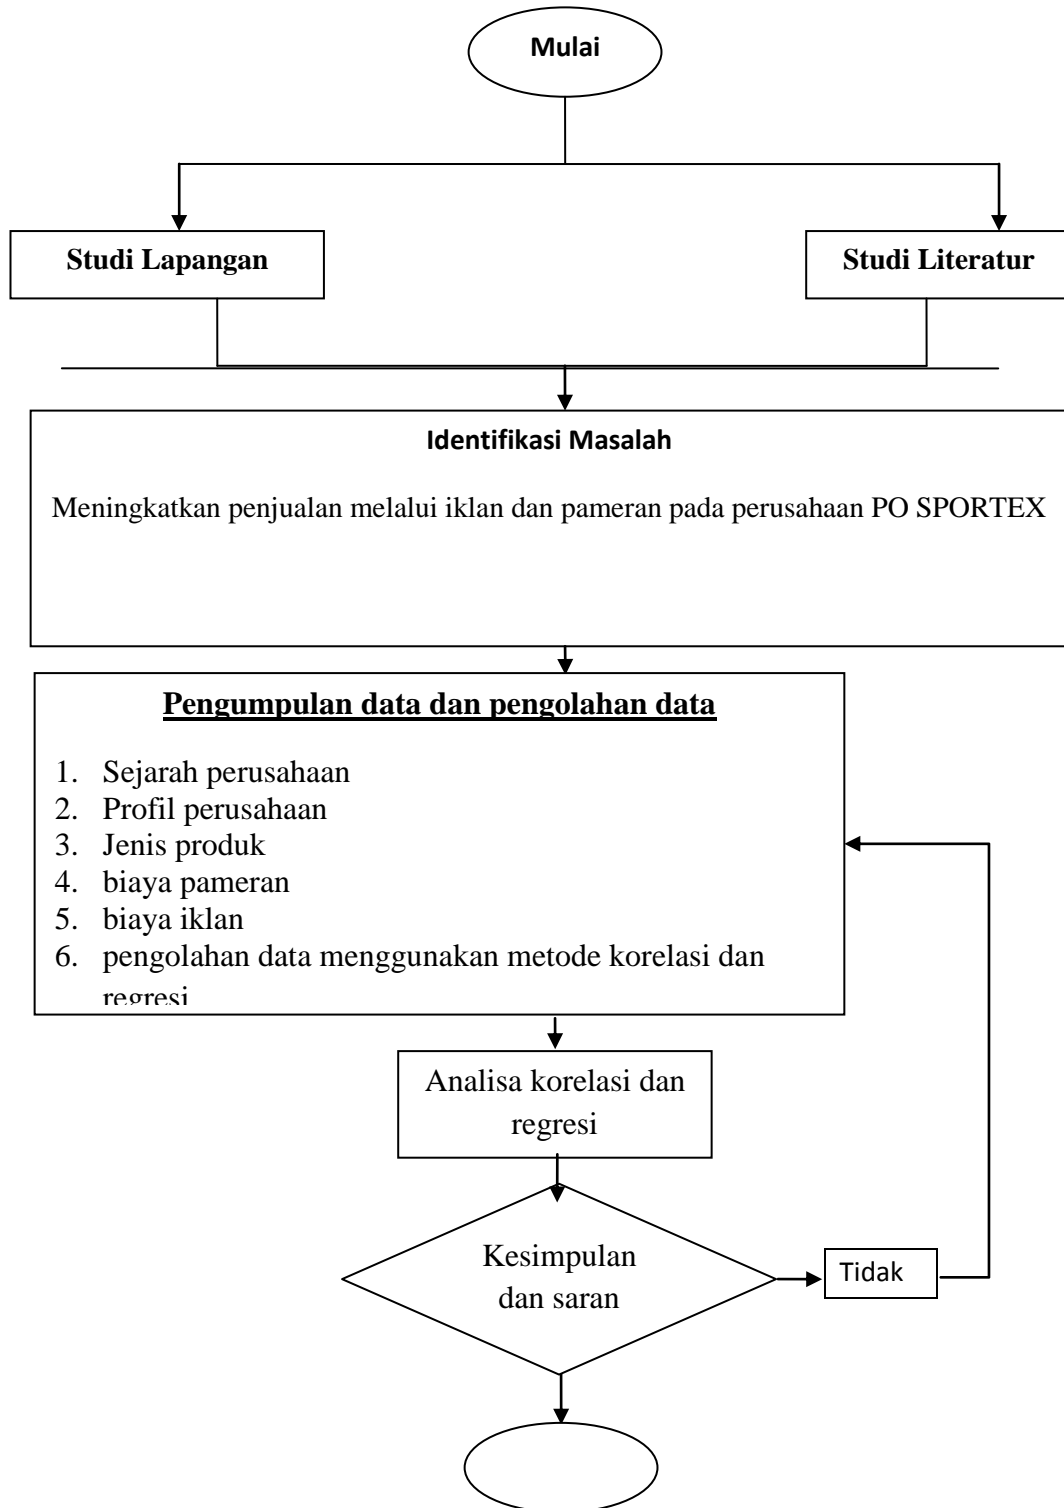 Mulai
Studi Lapangan
Studi Literatur
Identifikasi Masalah
Meningkatkan penjualan melalui iklan dan pameran pada perusahaan PO SPORTEX
Pengumpulan data dan pengolahan data
1. Sejarah perusahaan
2. Profil perusahaan
3. Jenis produk
4. biaya pameran
5. biaya iklan
6. pengolahan data menggunakan metode korelasi dan
regresi
Analisa korelasi dan
regresi
Kesimpulan
dan saran
Tidak